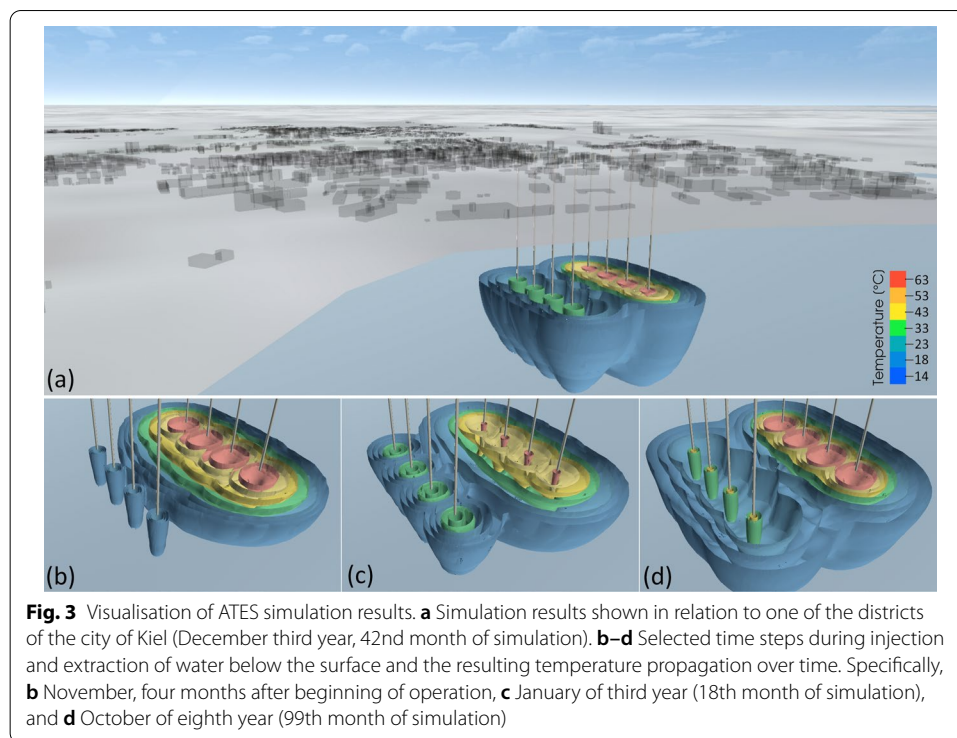 Temperature (°C)
63
53
43
33
23
18
14
(a)
(b)
(c)
(d)
Fig. 3 Visualisation of ATES simulation results. a Simulation results shown in relation to one of the districts
of the city of Kiel (December third year, 42nd month of simulation). b–d Selected time steps during injection
and extraction of water below the surface and the resulting temperature propagation over time. Specifically,
b November, four months after beginning of operation, c January of third year (18th month of simulation),
and d October of eighth year (99th month of simulation)